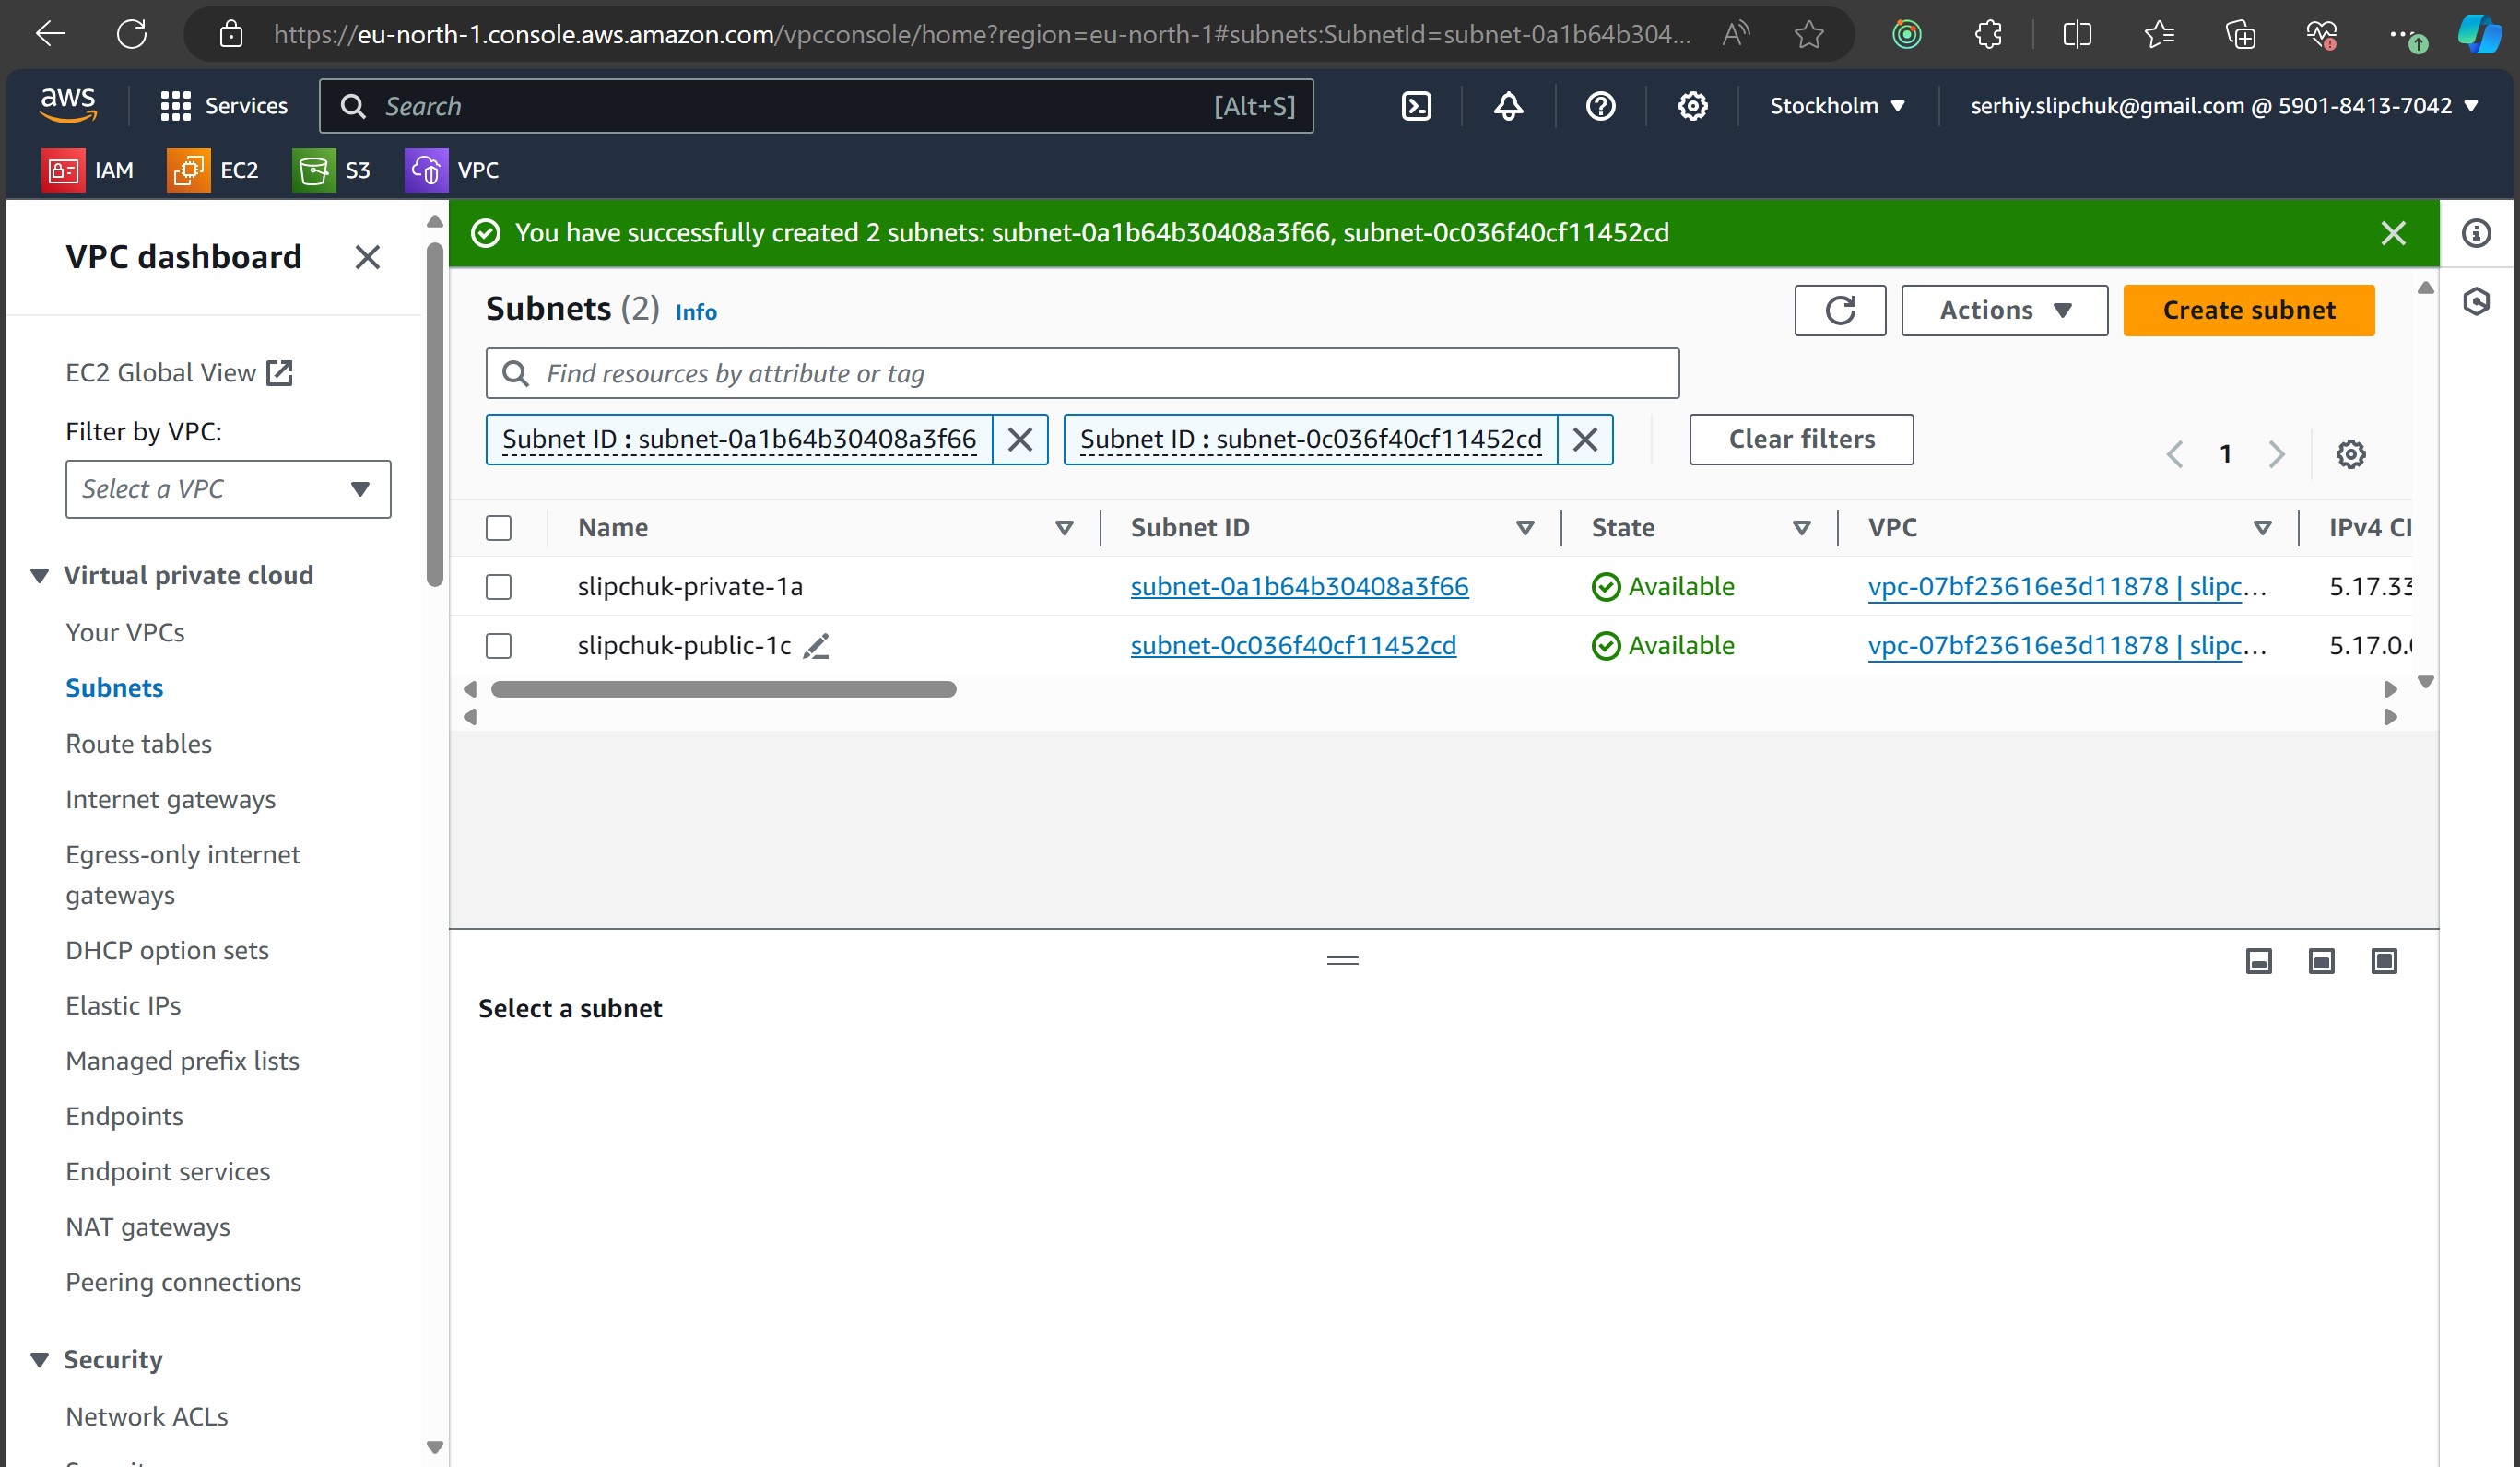 https://eu-north-1.console.aws.amazon.com/vpcconsole/home?region=eu-north-1#subnets:SubnetId=subnet-0a1b64b304...
aws Services Search [Alt+S] Stockholm serhiy.slipchuk@gmail.com @ 5901-8413-7042
IAM EC2 S3 VPC
VPC dashboard
EC2 Global View
Filter by VPC:
Select a VPC
Virtual private cloud
Your VPCs
Subnets
Route tables
Internet gateways
Egress-only internet
gateways
DHCP option sets
Elastic IPs
Managed prefix lists
Endpoints
Endpoint services
NAT gateways
Peering connections
Security
Network ACLs
You have successfully created 2 subnets: subnet-0a1b64b30408a3f66, subnet-0c036f40cf11452cd
Subnets (2) Info Actions Create subnet
Find resources by attribute or tag
Subnet ID : subnet-0a1b64b30408a3f66 Subnet ID : subnet-0c036f40cf11452cd Clear filters 1
Name Subnet ID State VPC IPv4 CI
slipchuk-private-1a subnet-0a1b64b30408a3f66 Available vpc-07bf23616e3d11878 | slipc... 5.17.33
slipchuk-public-1c subnet-0c036f40cf11452cd Available vpc-07bf23616e3d11878 | slipc... 5.17.0.
Select a subnet